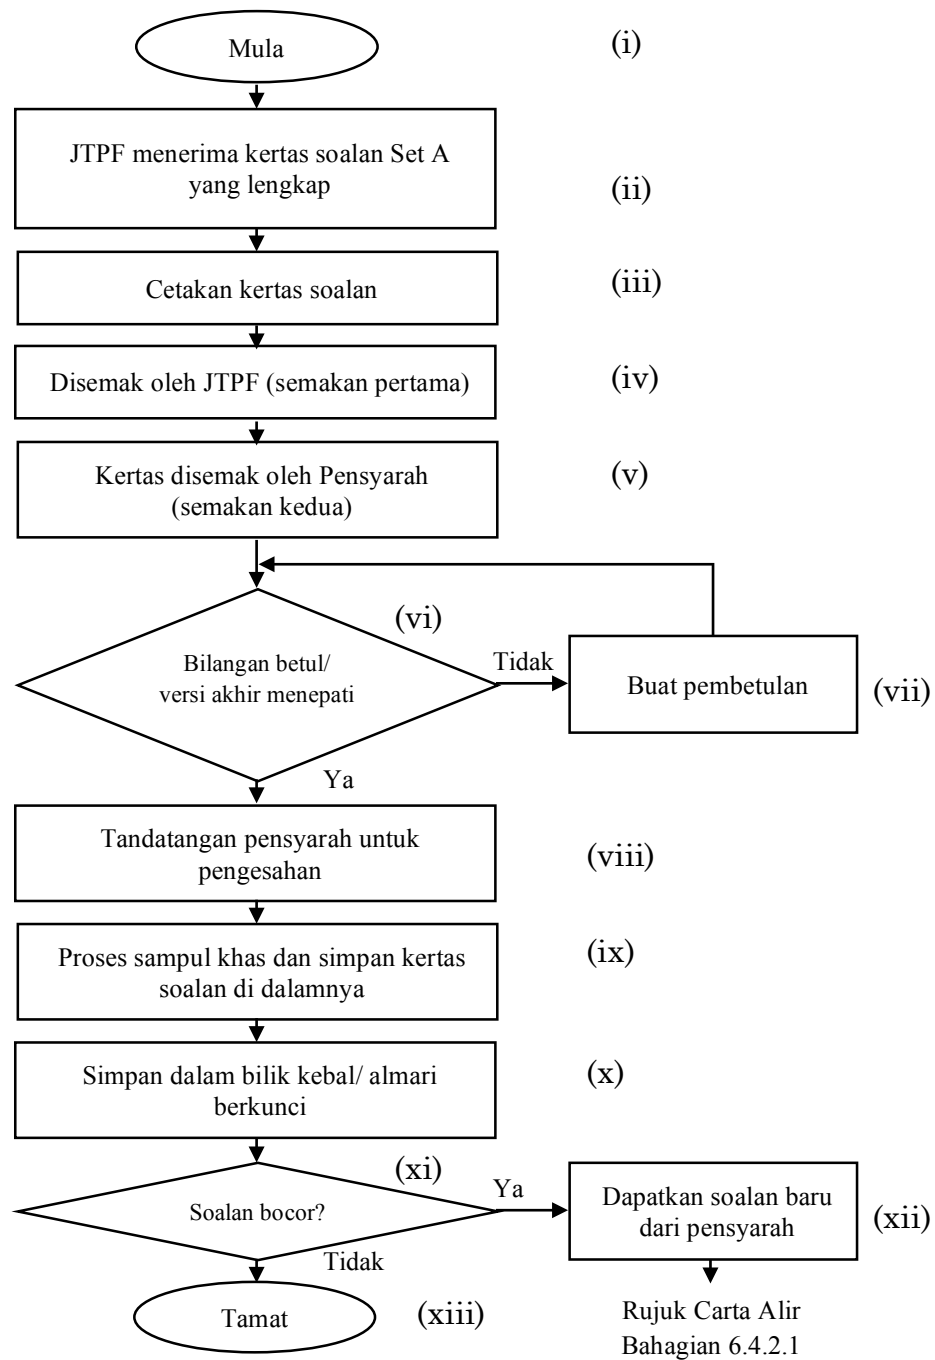 Mula
(i)
JTPF menerima kertas soalan Set A
yang lengkap
(ii)
Cetakan kertas soalan
(iii)
Disemak oleh JTPF (semakan pertama)
(iv)
Kertas disemak oleh Pensyarah
(semakan kedua)
(v)
(vi)
Bilangan betul/
versi akhir menepati
Tidak
Buat pembetulan
(vii)
Ya
Tandatangan pensyarah untuk
pengesahan
(viii)
Proses sampul khas dan simpan kertas
soalan di dalamnya
(ix)
Simpan dalam bilik kebal/ almari
berkunci
(x)
(xi)
Soalan bocor?
Ya
Dapatkan soalan baru
dari pensyarah
(xii)
Tidak
Tamat
(xiii)
Rujuk Carta Alir
Bahagian 6.4.2.1